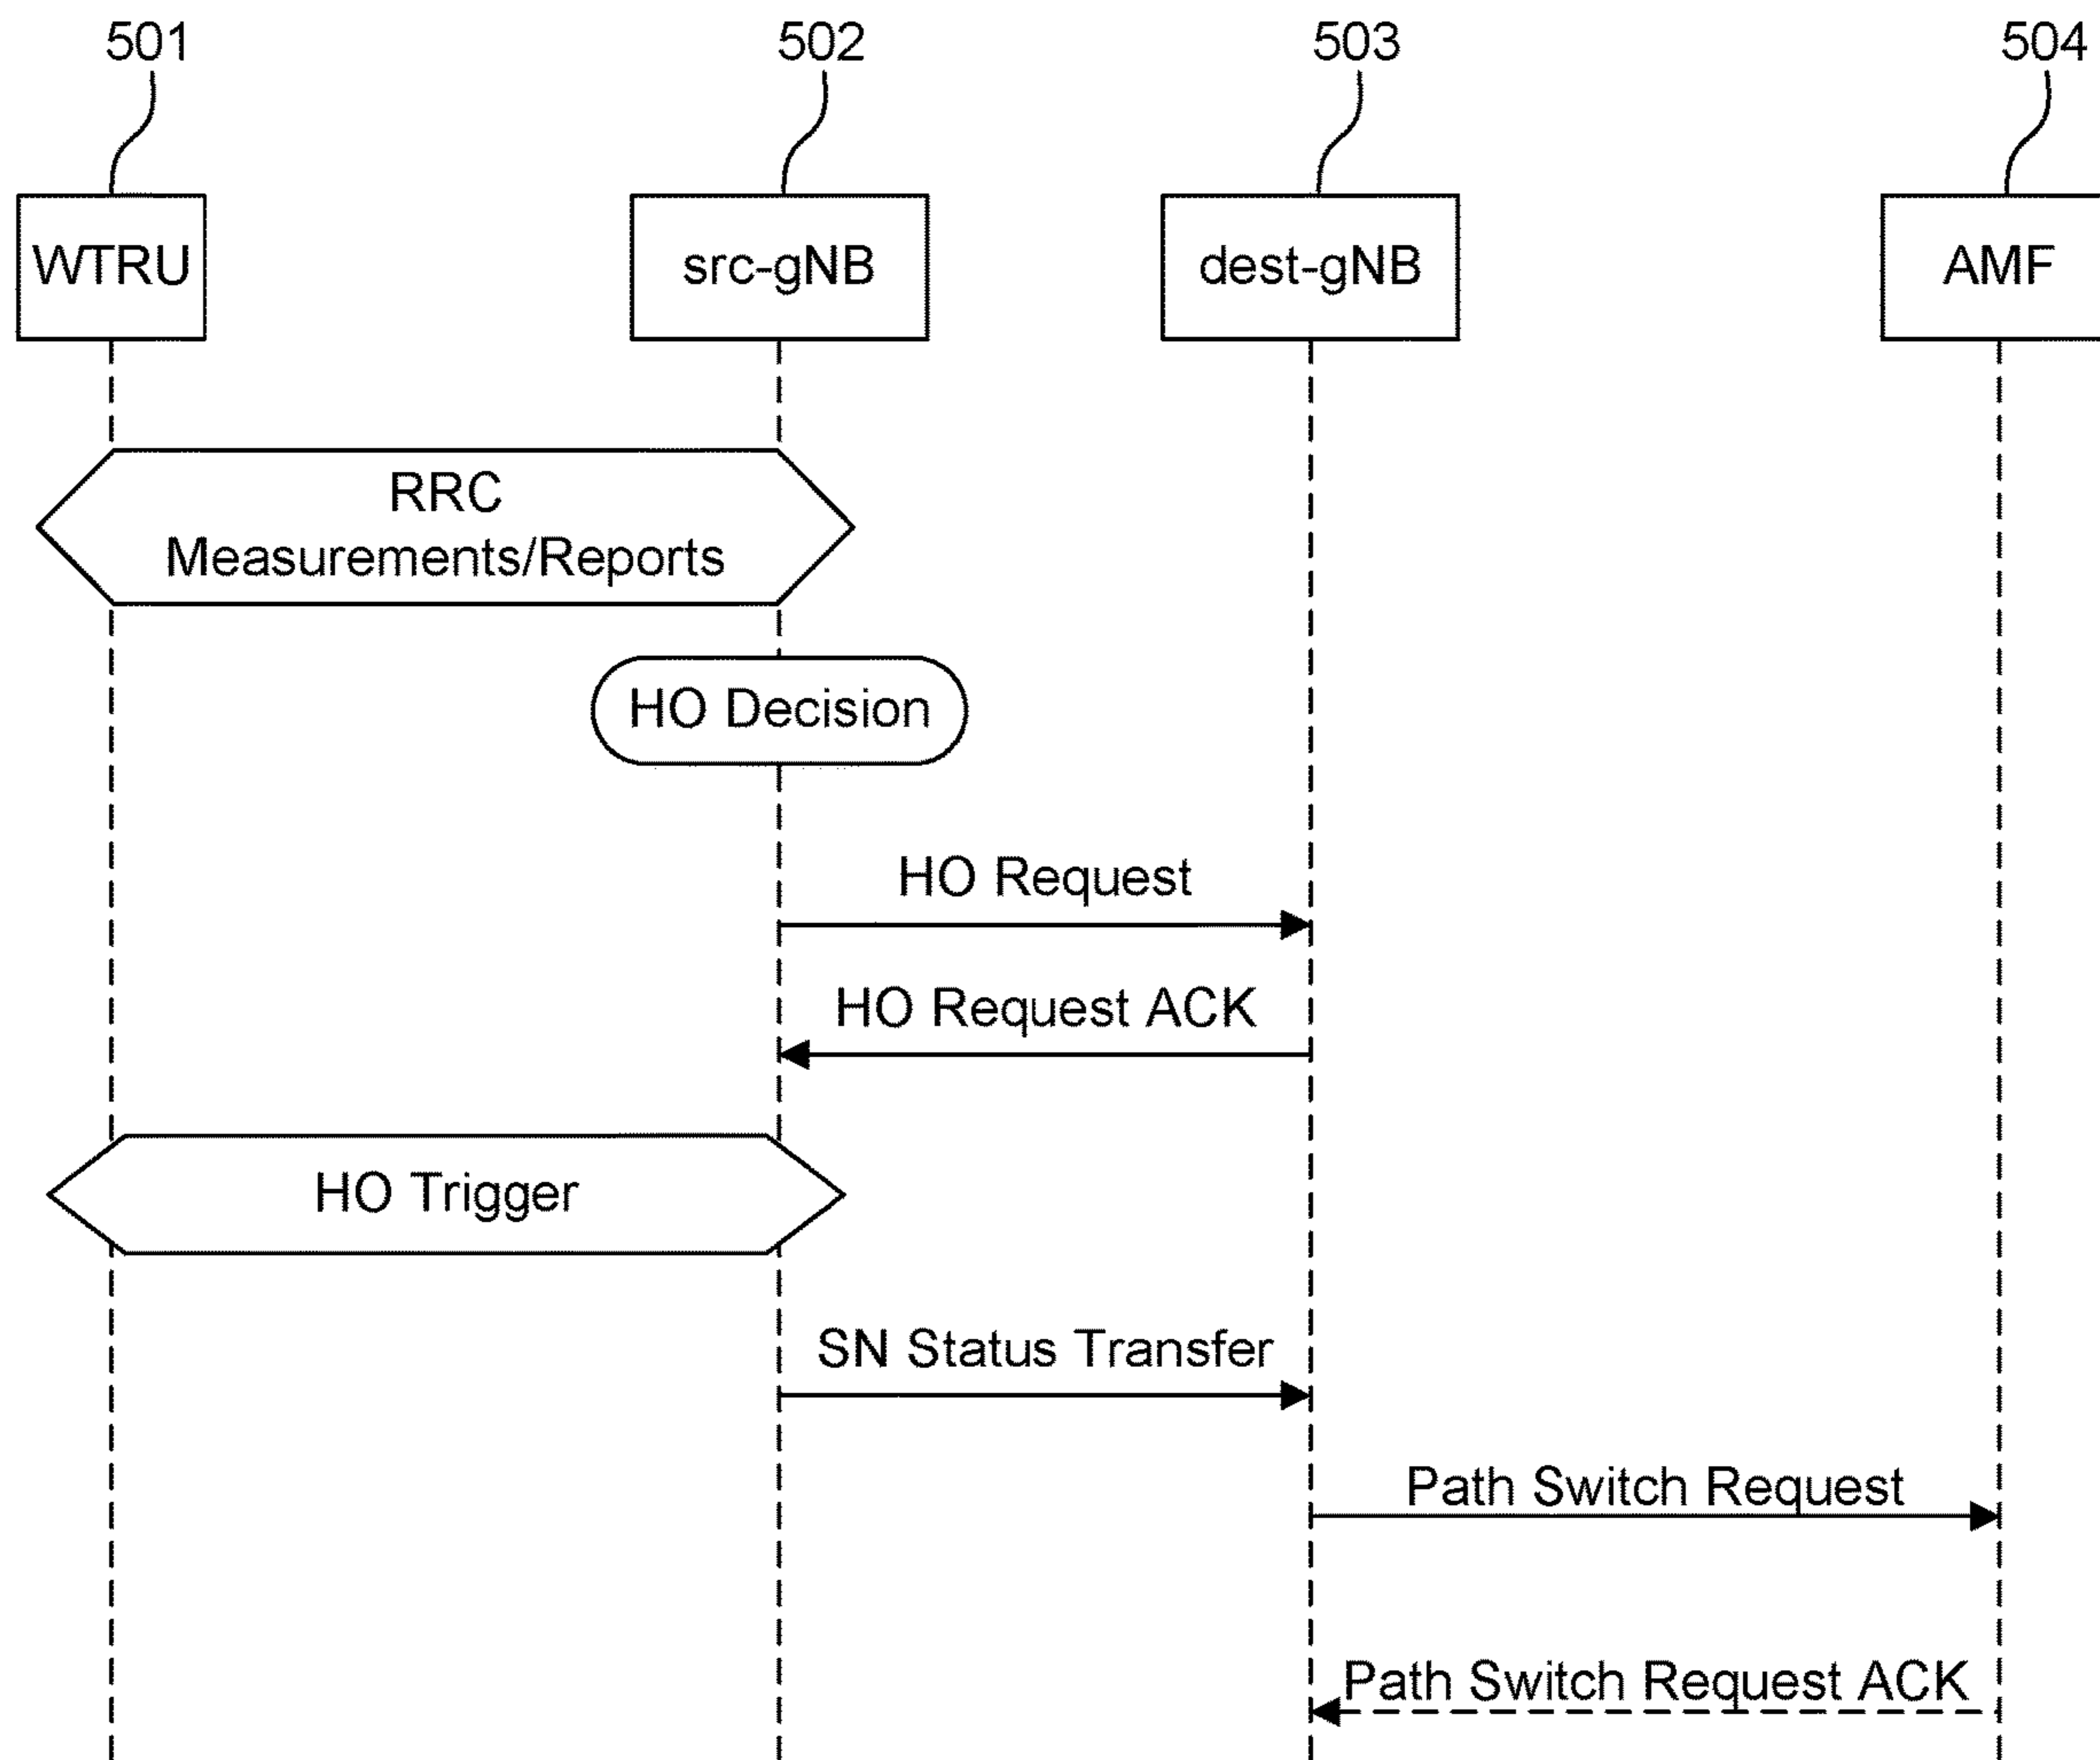 501
502
503
504
WTRU
src-gNB
dest-gNB
AMF
RRC
Measurements/Reports
HO Decision
HO Request
HO Request ACK
HO Trigger
SN Status Transfer
Path Switch Request
Path Switch Request ACK